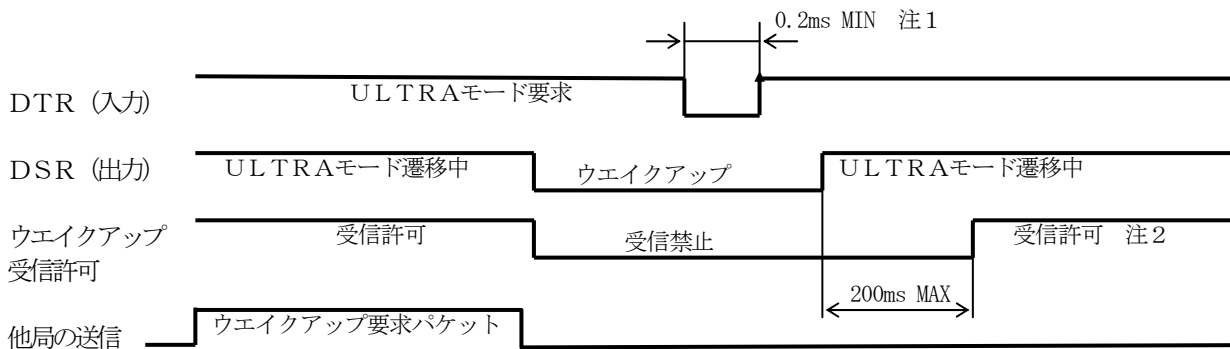 0.2ms MIN 注１
ＤＴＲ (入力)
ＵＬＴＲＡモード要求
ＤＳＲ (出力)
ＵＬＴＲＡモード遷移中
ウエイクアップ
ＵＬＴＲＡモード遷移中
ウエイクアップ
受信許可
受信許可
受信禁止
受信許可 注２
200ms MAX
他局の送信
ウエイクアップ要求パケット